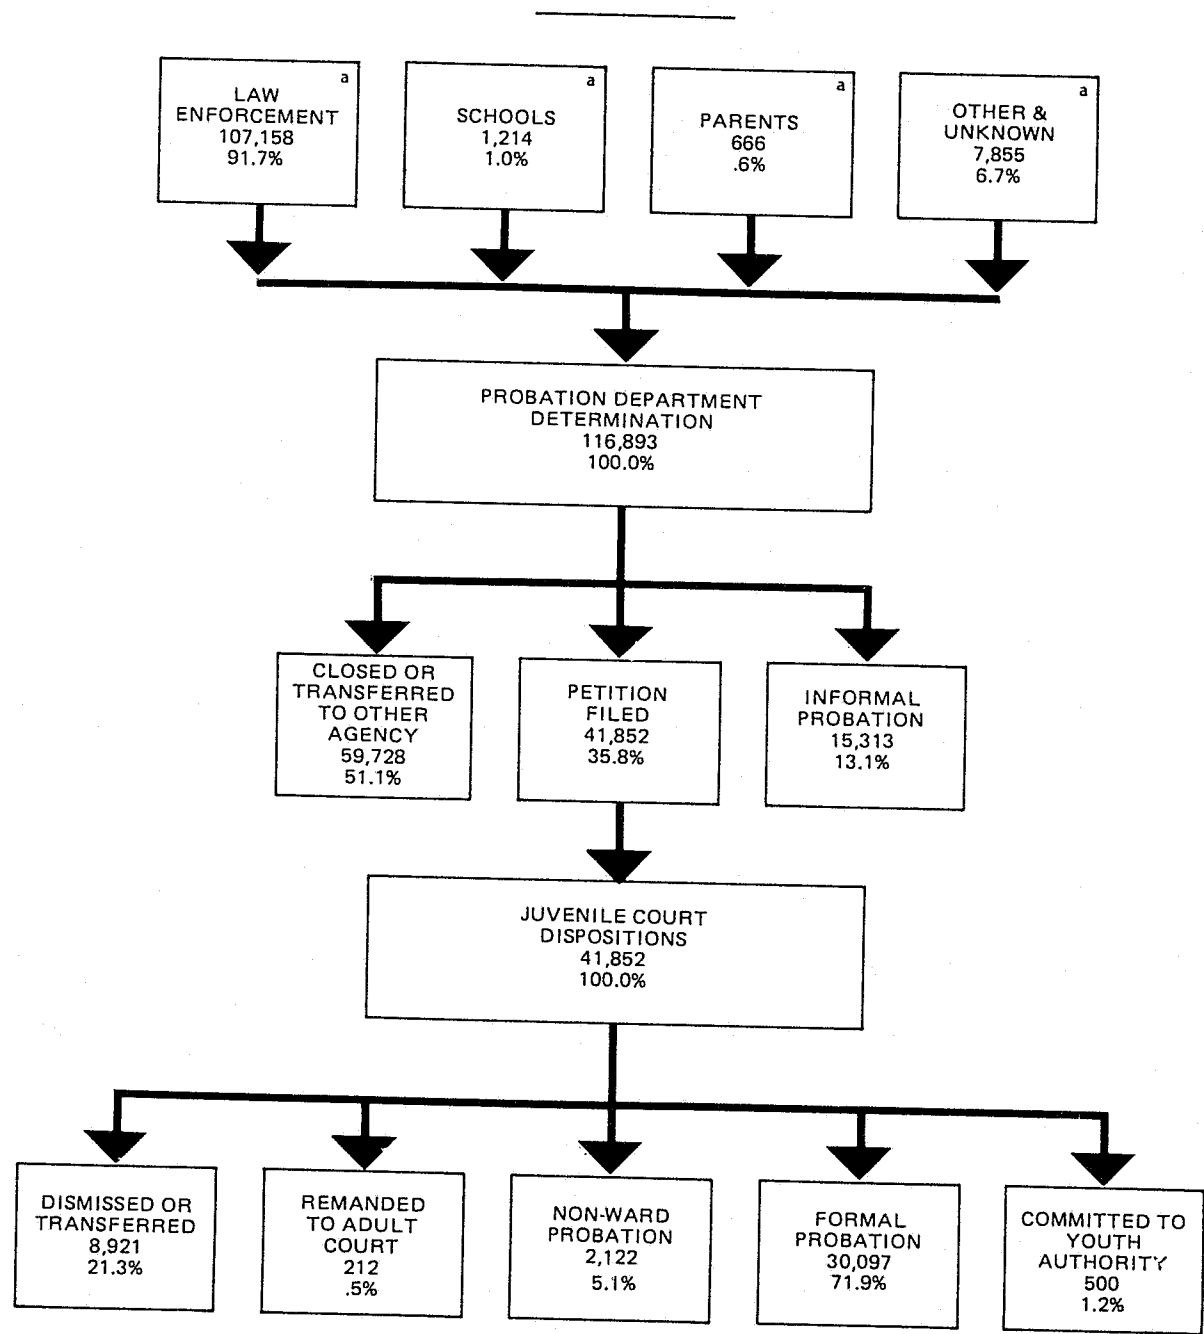 a
LAW
ENFORCEMENT
107,158
91.7%
a
SCHOOLS
1,214
1.0%
a
PARENTS
666
.6%
a
OTHER &
UNKNOWN
7,855
6.7%
PROBATION DEPARTMENT
DETERMINATION
116,893
100.0%
CLOSED OR
TRANSFERRED
TO OTHER
AGENCY
59,728
51.1%
PETITION
FILED
41,852
35.8%
INFORMAL
PROBATION
15,313
13.1%
JUVENILE COURT
DISPOSITIONS
41,852
100.0%
DISMISSED OR
TRANSFERRED
8,921
21.3%
REMANDED
TO ADULT
COURT
212
.5%
NON-WARD
PROBATION
2,122
5.1%
FORMAL
PROBATION
30,097
71.9%
COMMITTED TO
YOUTH
AUTHORITY
500
1.2%